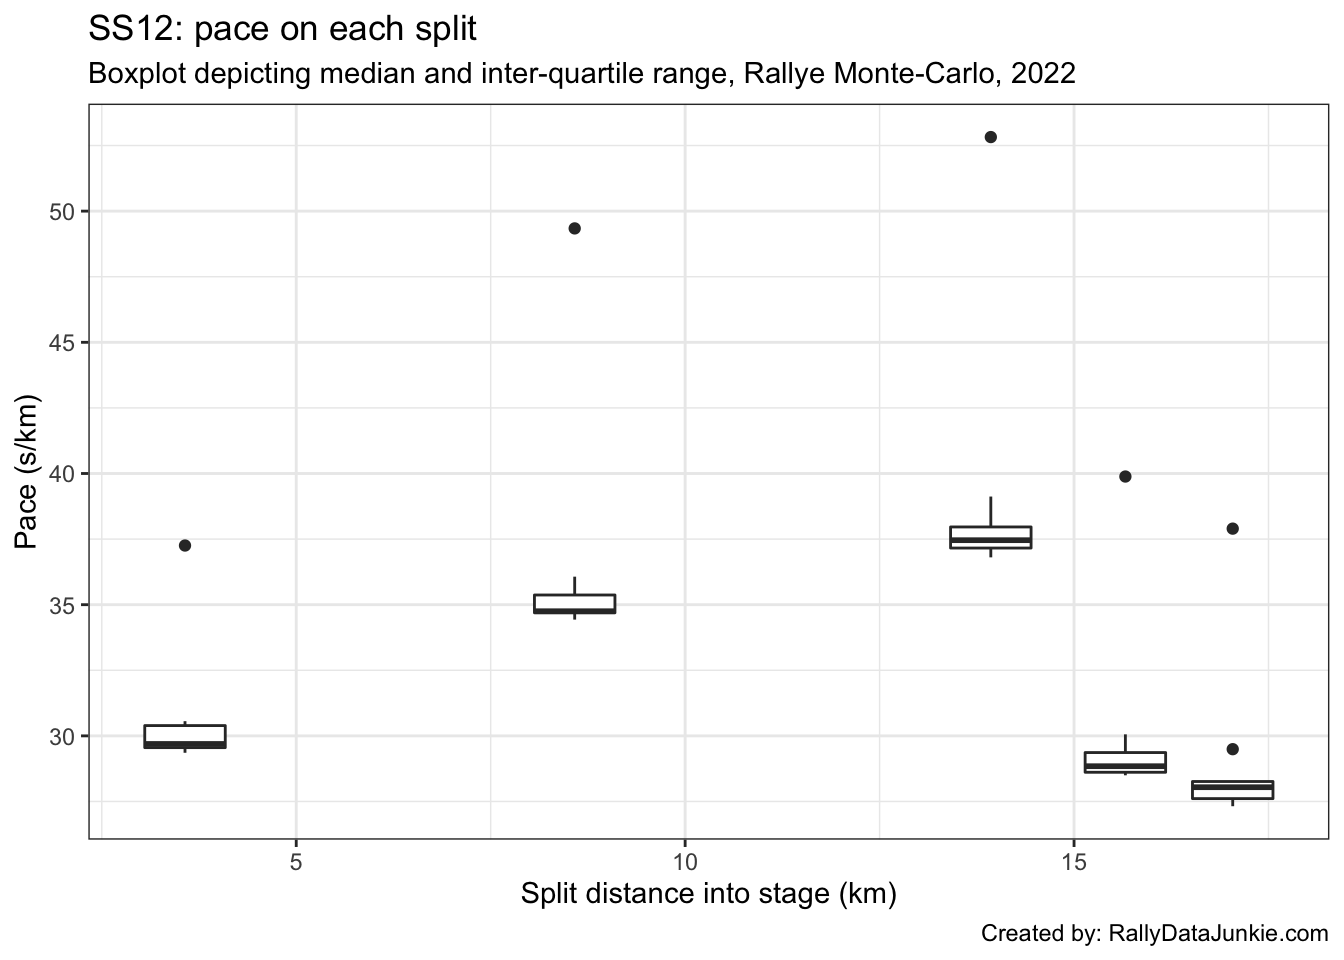 SS12: pace on each split
Boxplot depicting median and inter-quartile range, Rallye Monte-Carlo, 2022
50
45
40
35
30
Pace (s/km)
5 10 15
Split distance into stage (km)
Created by: RallyDataJunkie.com